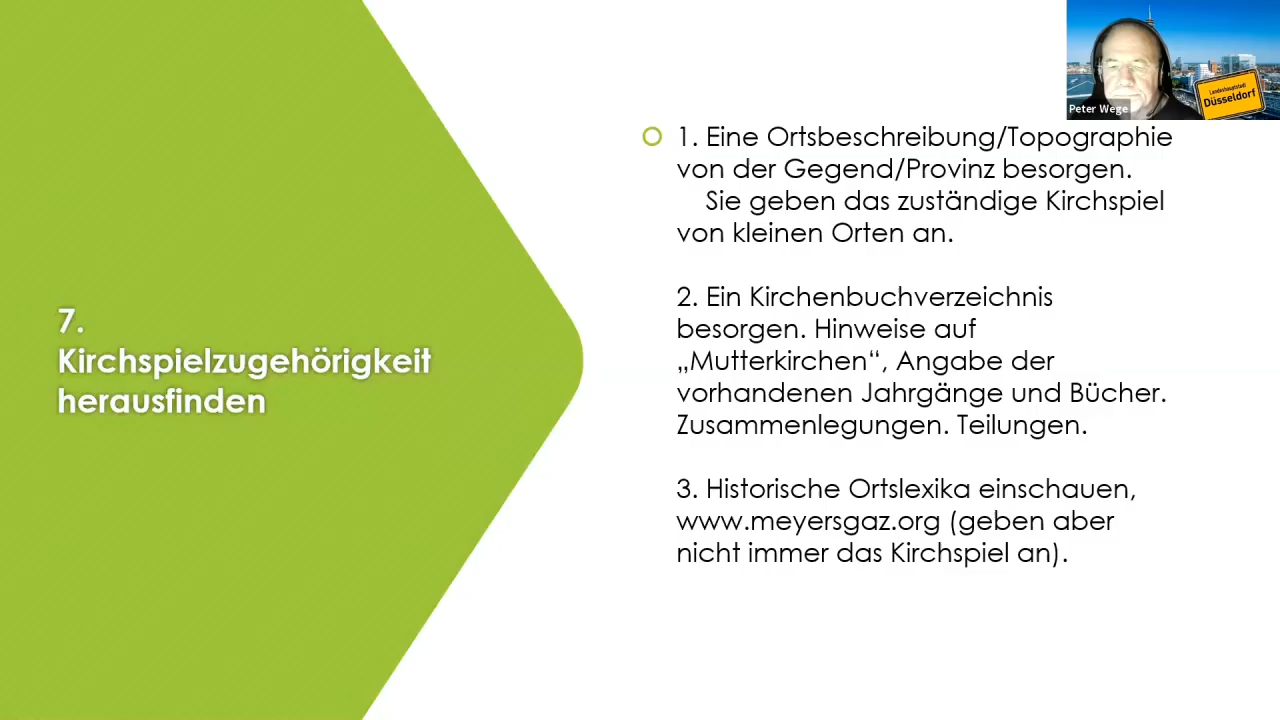 7.
Kirchspielzugehörigkeit
herausfinden
1. Eine Ortsbeschreibung/Topographie
von der Gegend/Provinz besorgen.
Sie geben das zuständige Kirchspiel
von kleinen Orten an.
2. Ein Kirchenbuchverzeichnis
besorgen. Hinweise auf
„Mutterkirchen“, Angabe der
vorhandenen Jahrgänge und Bücher.
Zusammenlegungen. Teilungen.
3. Historische Ortslexika einschauen,
www.meyersgaz.org (geben aber
nicht immer das Kirchspiel an).
Peter Wege
Landeshauptstadt
Düsseldorf